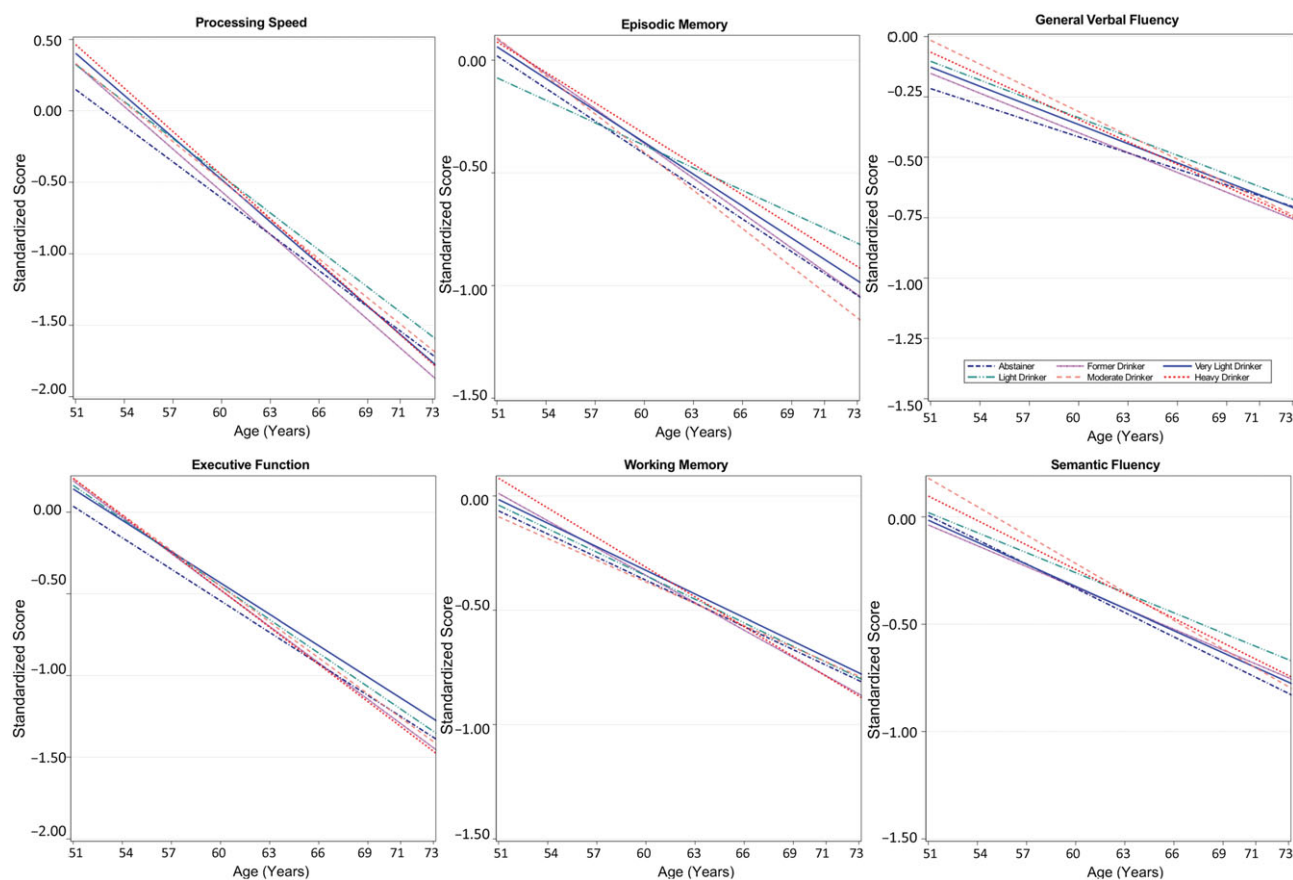 Processing Speed
Standardized Score
0.50
0.00
−0.50
−1.00
−1.50
−2.00
51 54 57 60 63 66 69 71 73
Age (Years)
Episodic Memory
Standardized Score
0.00
−0.50
−1.00
−1.50
51 54 57 60 63 66 69 71 73
Age (Years)
General Verbal Fluency
Standardized Score
0.00
−0.25
−0.50
−0.75
−1.00
−1.25
−1.50
Abstainer Former Drinker Very Light Drinker
Light Drinker Moderate Drinker Heavy Drinker
51 54 57 60 63 66 69 71 73
Age (Years)
Executive Function
Standardized Score
0.00
−0.50
−1.00
−1.50
−2.00
51 54 57 60 63 66 69 71 73
Age (Years)
Working Memory
Standardized Score
0.00
−0.50
−1.00
−1.50
51 54 57 60 63 66 69 71 73
Age (Years)
Semantic Fluency
Standardized Score
0.00
−0.50
−1.00
−1.50
51 54 57 60 63 66 69 71 73
Age (Years)